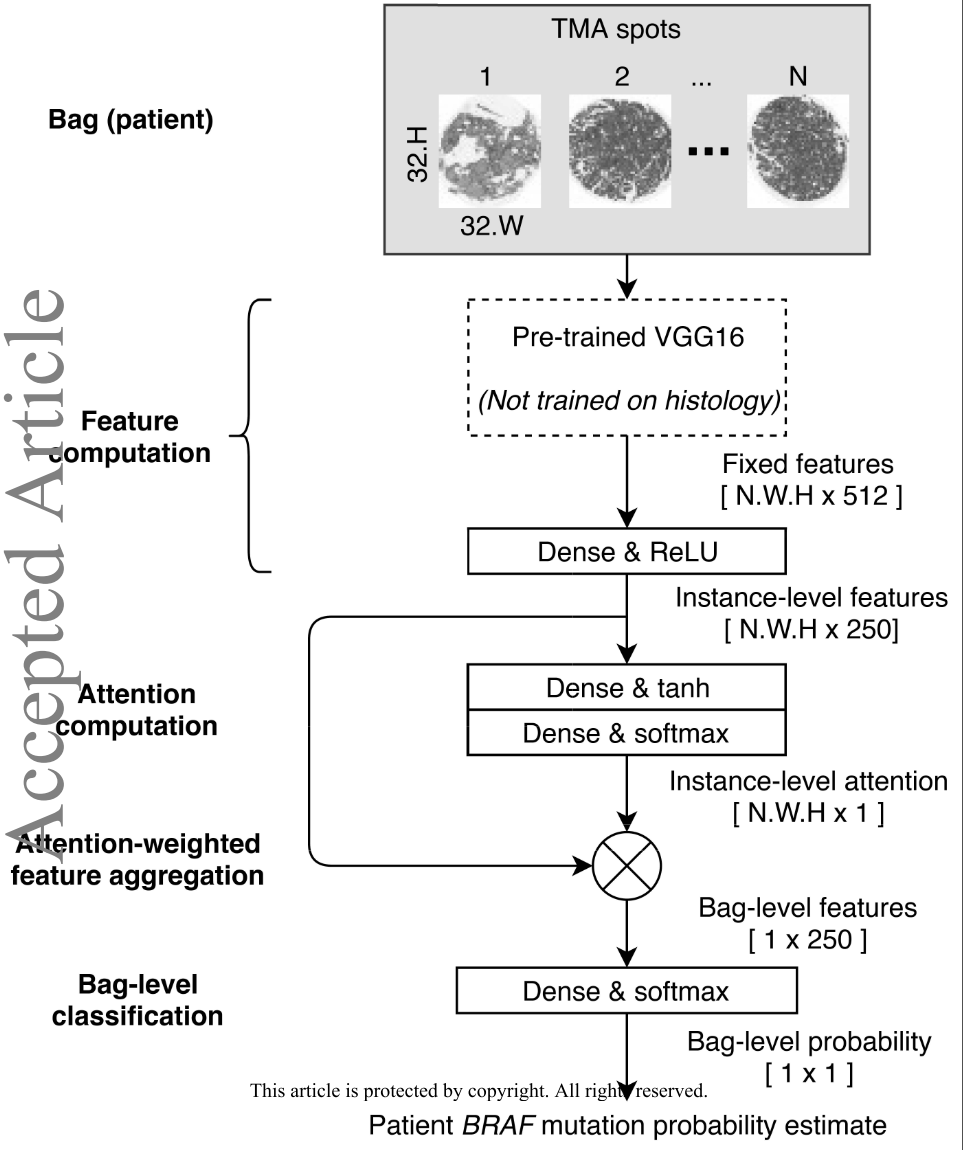 TMA spots
1 2 ... N
Bag (patient)
32.H
32.W
Pre-trained VGG16
(Not trained on histology)
Feature
computation
Fixed features
[ N.W.H x 512 ]
Dense & ReLU
Instance-level features
[ N.W.H x 250]
Attention
computation
Dense & tanh
Dense & softmax
Instance-level attention
[ N.W.H x 1 ]
Attention-weighted
feature aggregation
Bag-level features
[ 1 x 250 ]
Bag-level
classification
Dense & softmax
Bag-level probability
[ 1 x 1 ]
This article is protected by copyright. All rights reserved.
Patient BRAF mutation probability estimate
Accepted Article